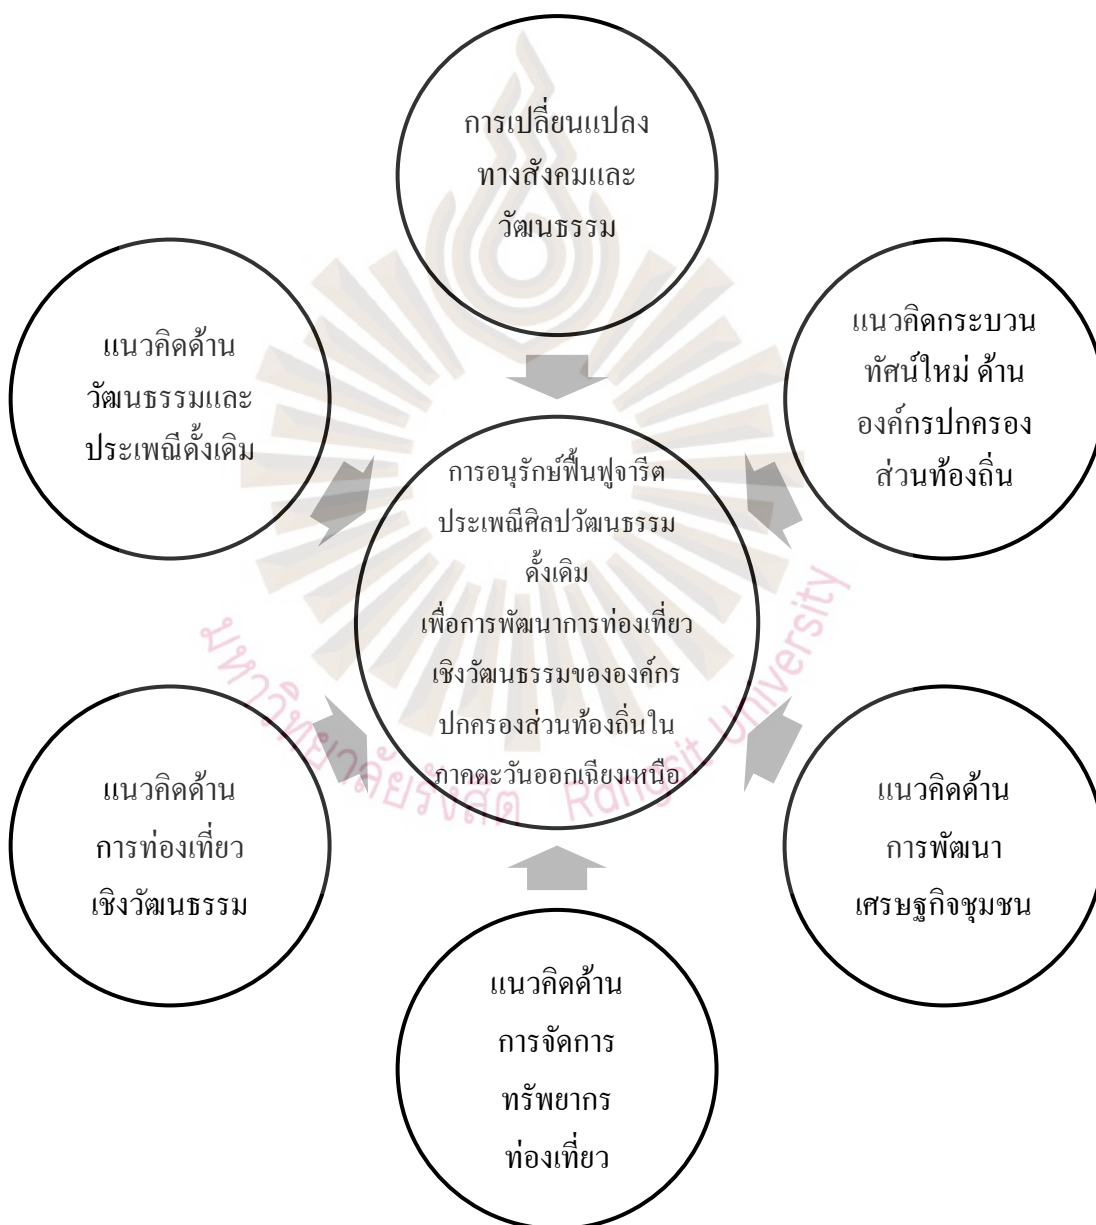 การเปลี่ยนแปลง
ทางสังคมและ
วัฒนธรรม
แนวคิดกระบวน
ทัศน์ใหม่ ด้าน
องค์กรปกครอง
ส่วนท้องถิ่น
แนวคิดด้าน
การพัฒนา
เศรษฐกิจชุมชน
แนวคิดด้าน
การจัดการ
ทรัพยากร
ท่องเที่ยว
แนวคิดด้าน
การท่องเที่ยว
เชิงวัฒนธรรม
แนวคิดด้าน
วัฒนธรรมและ
ประเพณีดั้งเดิม
การอนุรักษ์ฟื้นฟูจารีต
ประเพณีศิลปวัฒนธรรม
ดั้งเดิม
เพื่อการพัฒนาการท่องเที่ยว
เชิงวัฒนธรรมขององค์กร
ปกครองส่วนท้องถิ่นใน
ภาคตะวันออกเฉียงเหนือ
มหาวิทยาลัยรังสิต Rangsit University